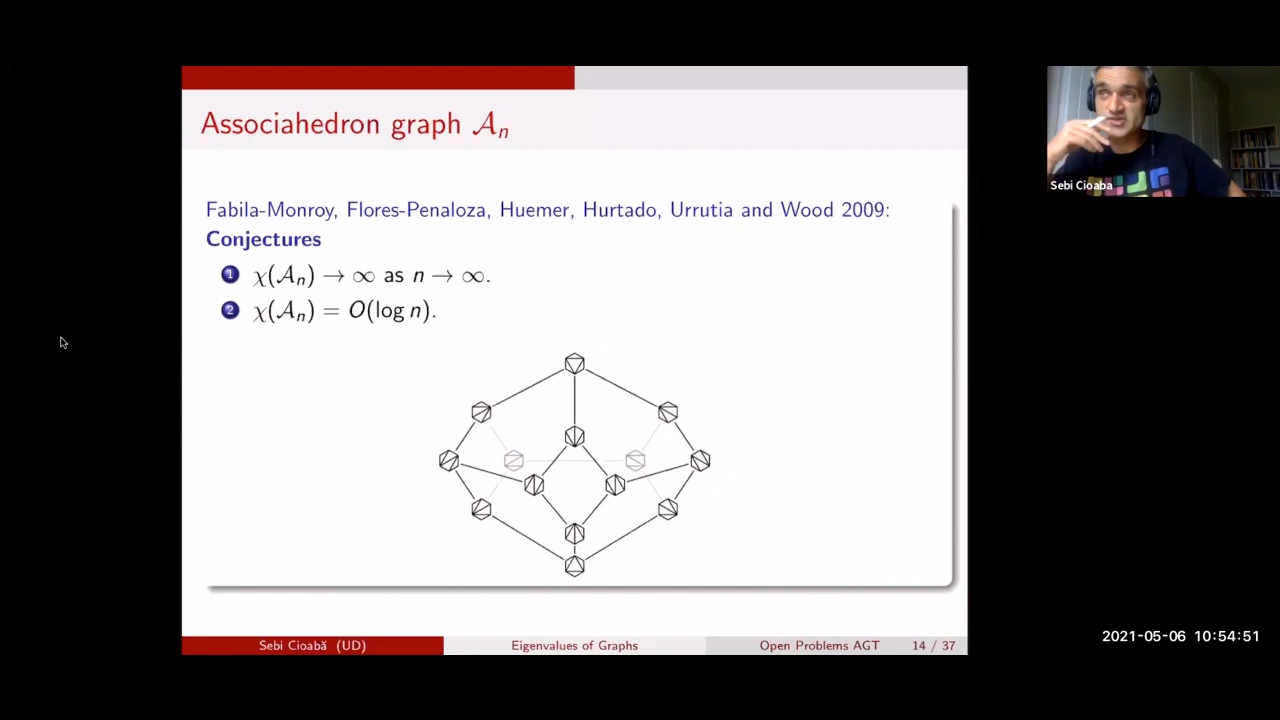 Associahedron graph 𝒜ₙ
Fabila-Monroy, Flores-Penaloza, Huemer, Hurtado, Urrutia and Wood 2009:
Conjectures
1 χ(𝒜ₙ) → ∞ as n → ∞.
2 χ(𝒜ₙ) = O(log n).
Sebi Cioabă (UD) Eigenvalues of Graphs Open Problems AGT 14 / 37
Sebi Cioaba
2021-05-06 10:54:51